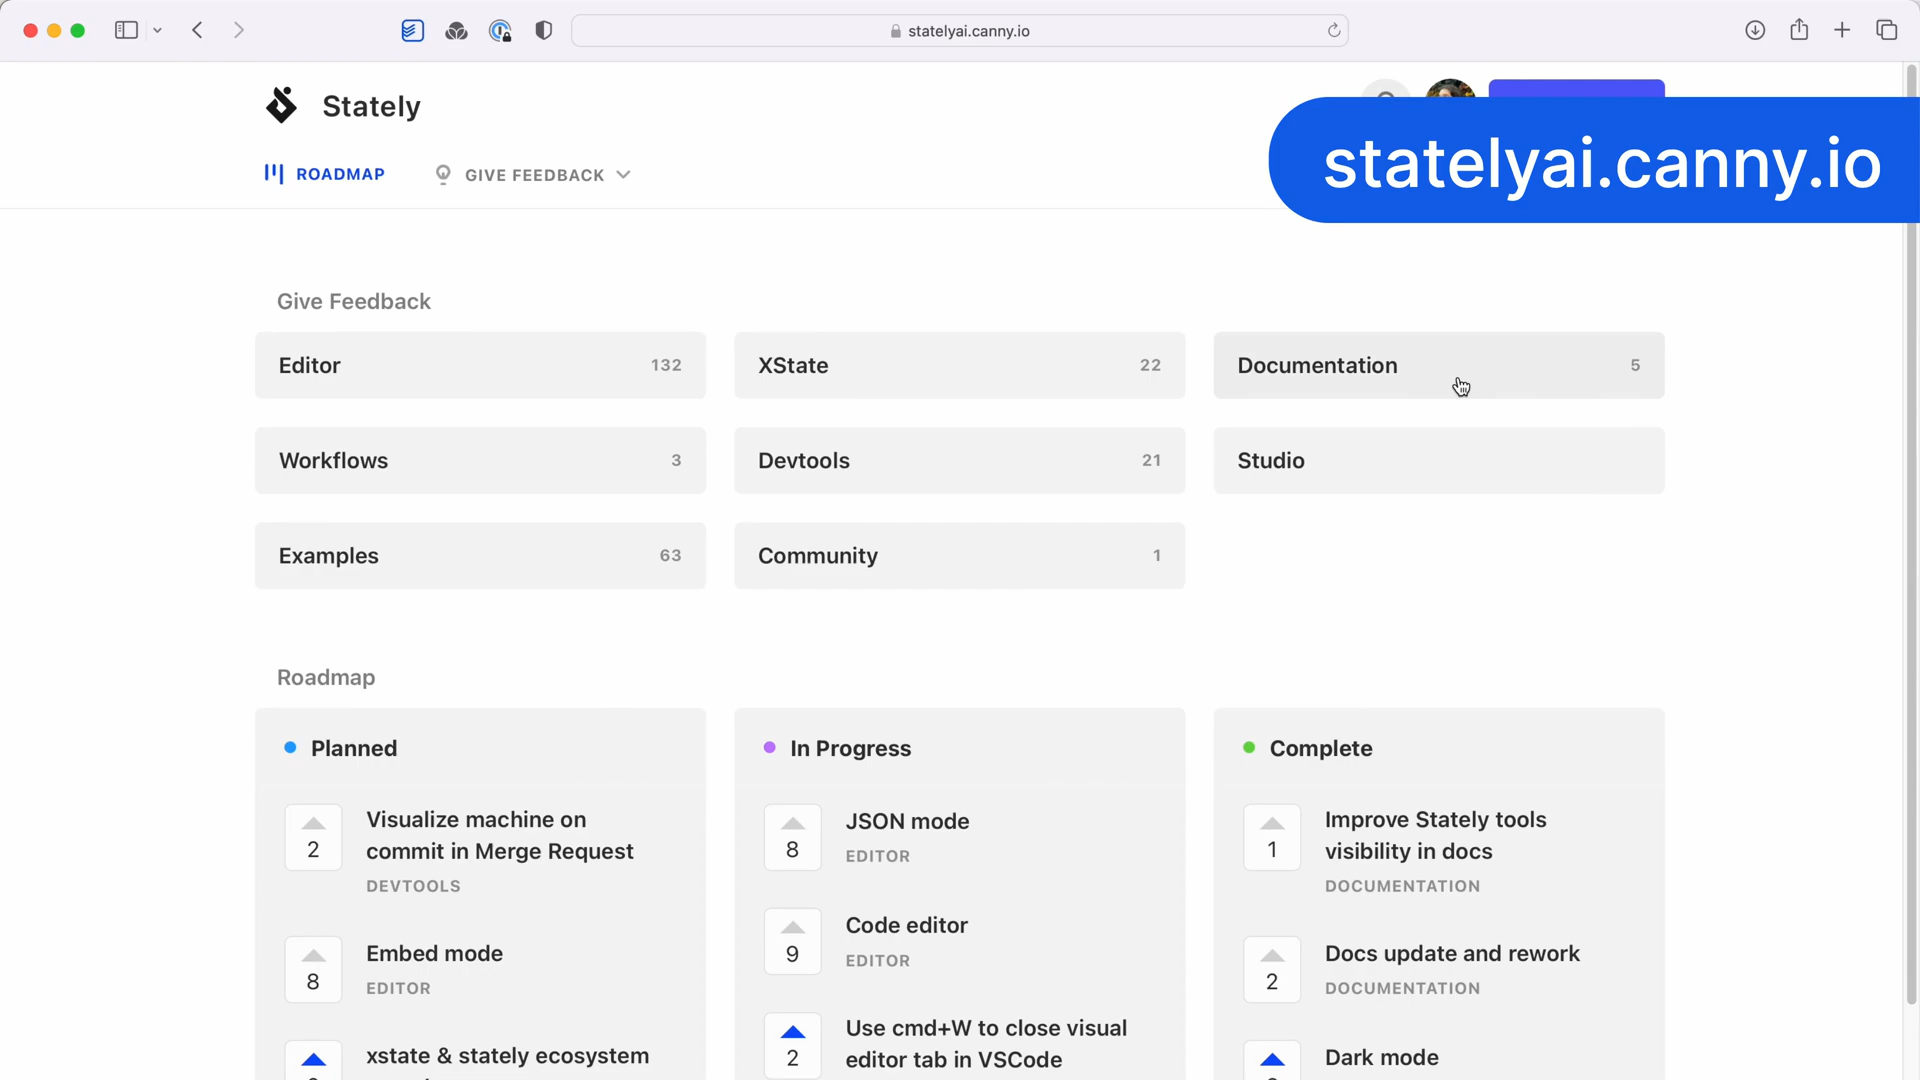 statelyai.canny.io
Stately
statelyai.canny.io
ROADMAP
GIVE FEEDBACK
Give Feedback
Editor 132
XState 22
Documentation 5
Workflows 3
Devtools 21
Studio
Examples 63
Community 1
Roadmap
Planned
2
Visualize machine on
commit in Merge Request
DEVTOOLS
8
Embed mode
EDITOR
xstate & stately ecosystem
In Progress
8
JSON mode
EDITOR
9
Code editor
EDITOR
2
Use cmd+W to close visual
editor tab in VSCode
Complete
1
Improve Stately tools
visibility in docs
DOCUMENTATION
2
Docs update and rework
DOCUMENTATION
Dark mode